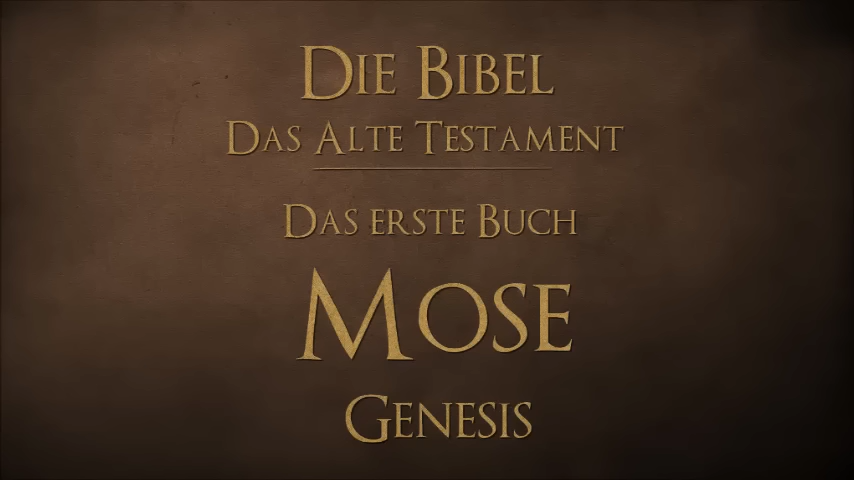 Die Bibel
Das Alte Testament
Das erste Buch
Mose
Genesis